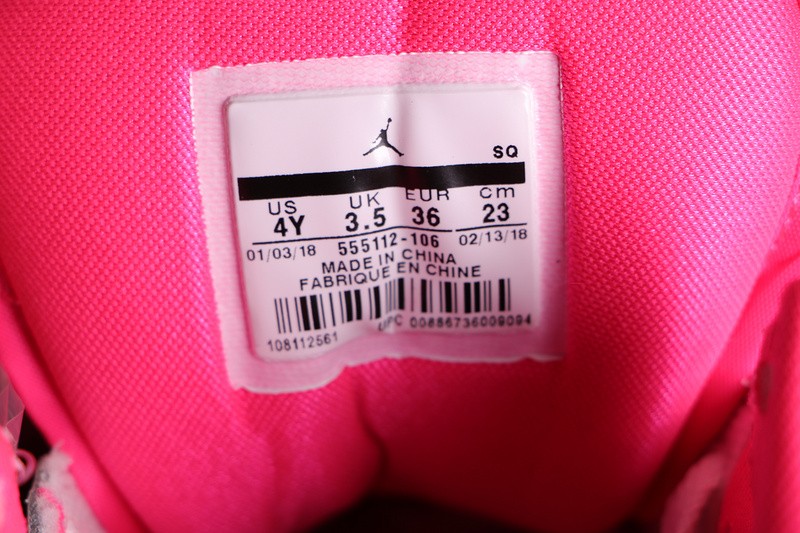 SQ
US UK EUR cm
4Y 3.5 36 23
01/03/18 555112-106 02/13/18
MADE IN CHINA
FABRIQUE EN CHINE
108112561 UPC 00886736009094